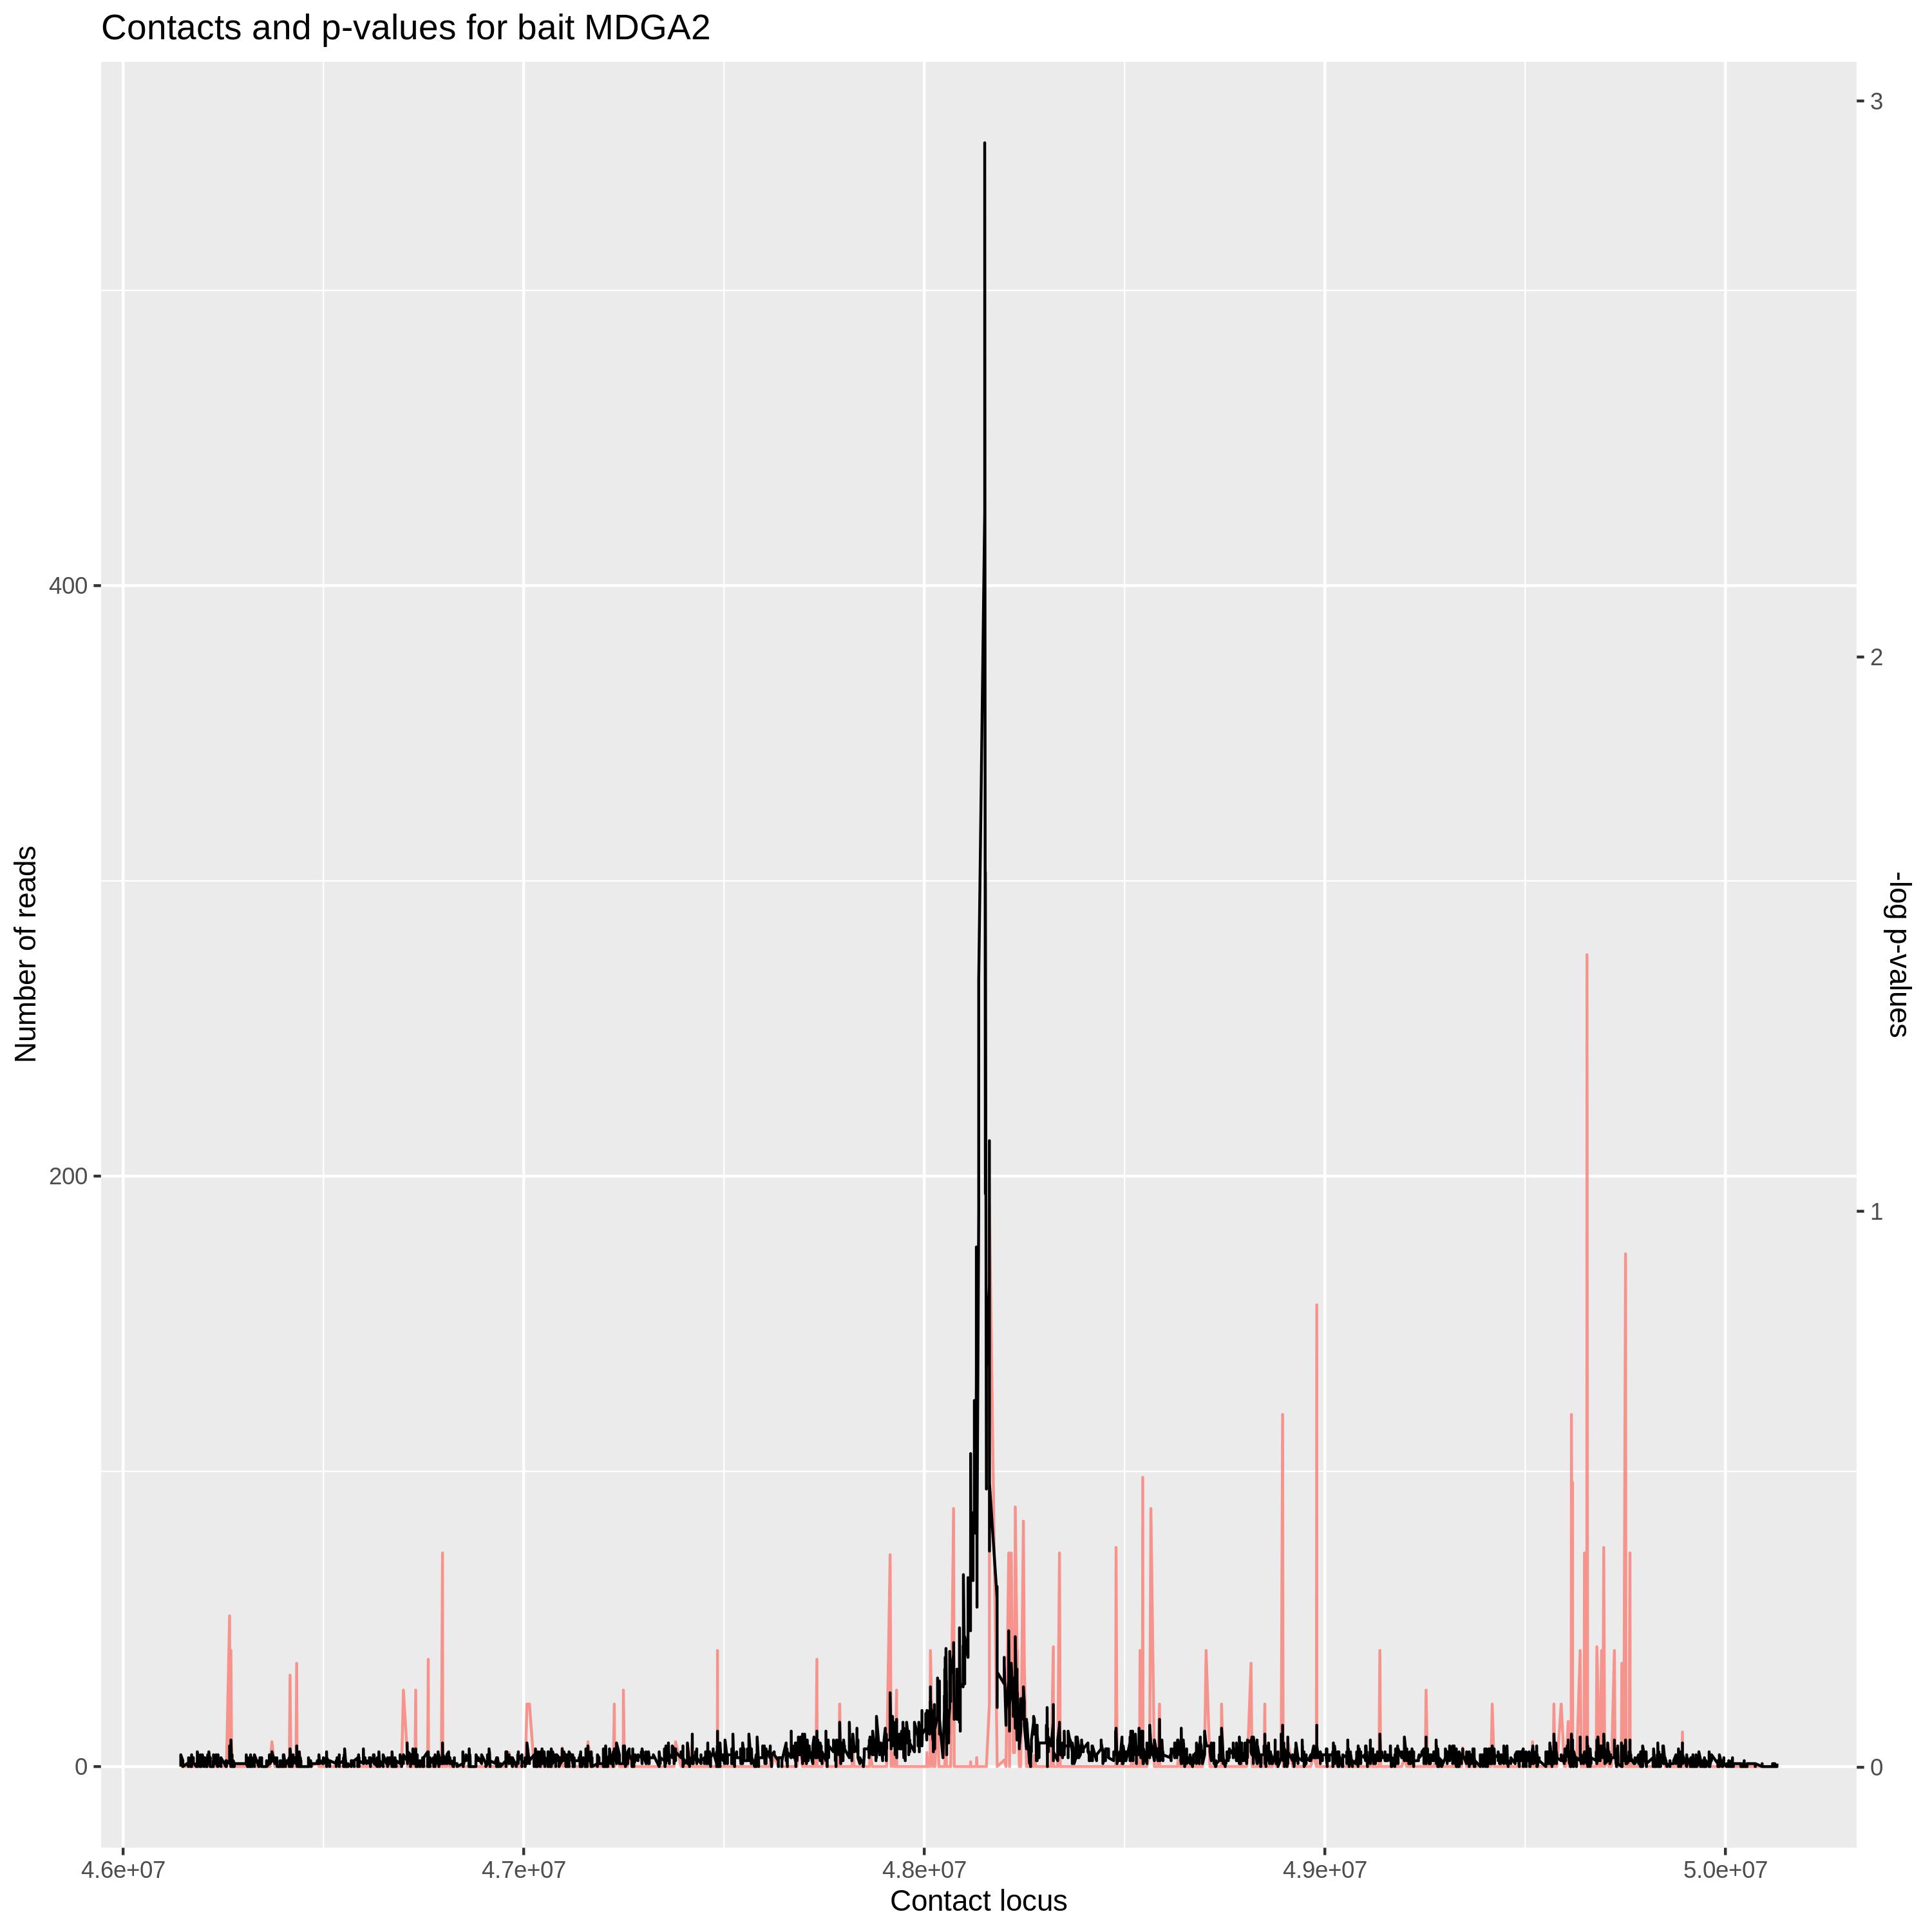 Contacts and p-values for bait MDGA2
3
2
1
0
400
200
0
Number of reads
-log p-values
4.6e+07 4.7e+07 4.8e+07 4.9e+07 5.0e+07
Contact locus